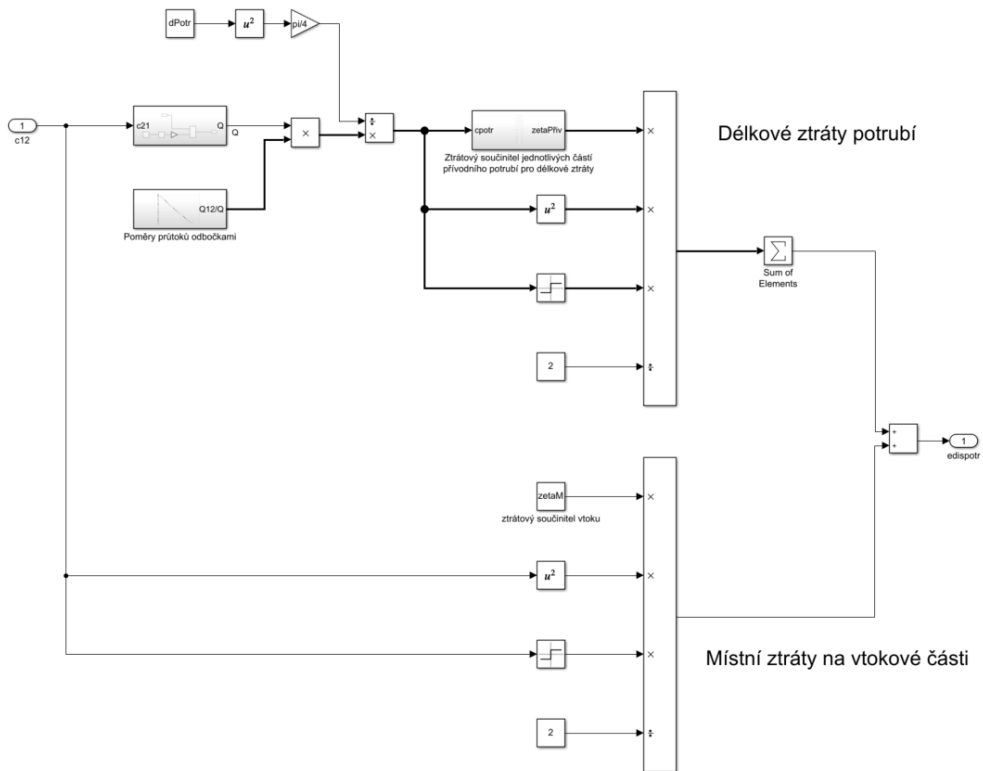 dPotr
u²
pi/4
1
c12
c21
Q
Q
×
÷
×
cpotr
zetaPřiv
×
Ztrátový součinitel jednotlivých částí
přívodního potrubí pro délkové ztráty
Délkové ztráty potrubí
Q12/Q
Poměry průtoků odbočkami
u²
×
Sum of
Elements
×
2
÷
+
+
1
edispotr
zetaM
×
ztrátový součinitel vtoku
u²
×
×
Místní ztráty na vtokové části
2
÷